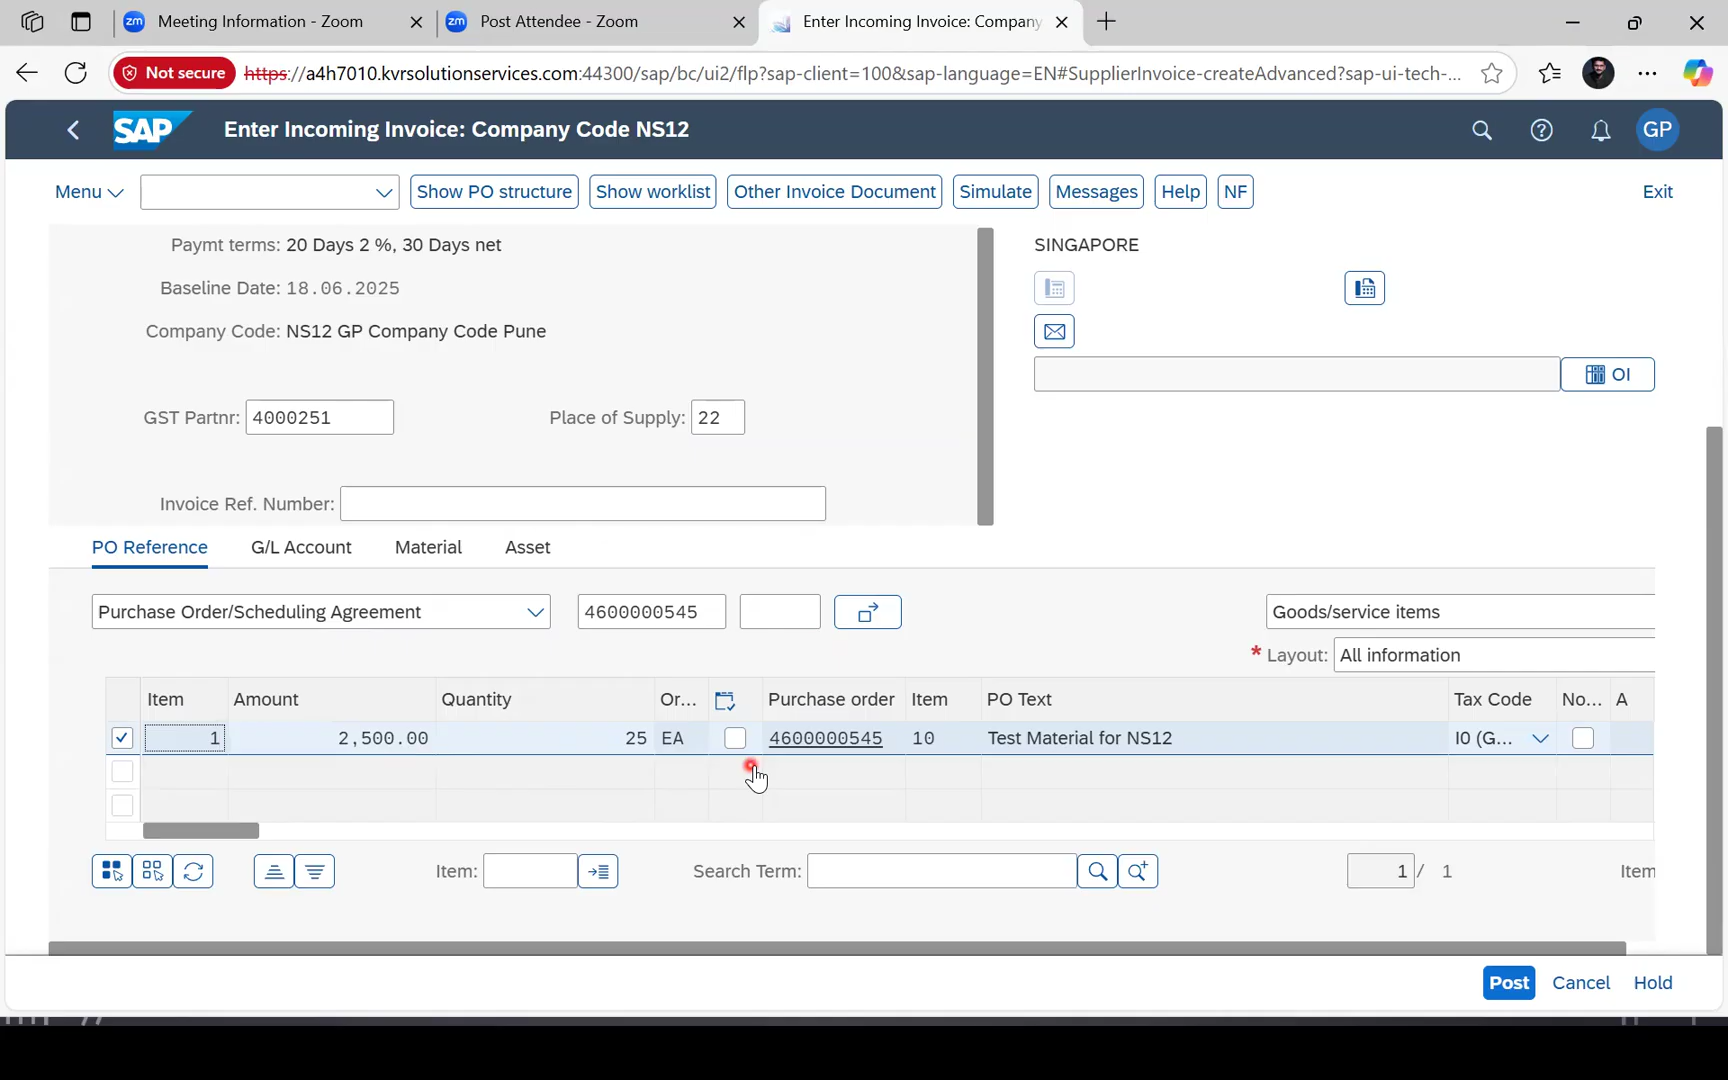 Meeting Information - Zoom
Post Attendee - Zoom
Enter Incoming Invoice: Company
Not secure
https://a4h7010.kvrsolutionservices.com:44300/sap/bc/ui2/flp?sap-client=100&sap-language=EN#SupplierInvoice-createAdvanced?sap-ui-tech-...
SAP
Enter Incoming Invoice: Company Code NS12
GP
Menu
Show PO structure
Show worklist
Other Invoice Document
Simulate
Messages
Help
NF
Exit
Paymt terms: 20 Days 2 %, 30 Days net
SINGAPORE
Baseline Date: 18.06.2025
Company Code: NS12 GP Company Code Pune
OI
GST Partnr: 4000251
Place of Supply: 22
Invoice Ref. Number:
PO Reference
G/L Account
Material
Asset
Purchase Order/Scheduling Agreement
4600000545
Goods/service items
* Layout: All information
Item Amount Quantity Or... Purchase order Item PO Text Tax Code No... A
1 2,500.00 25 EA 4600000545 10 Test Material for NS12 I0 (G...
Item:
Search Term:
1 / 1
Item
Post
Cancel
Hold